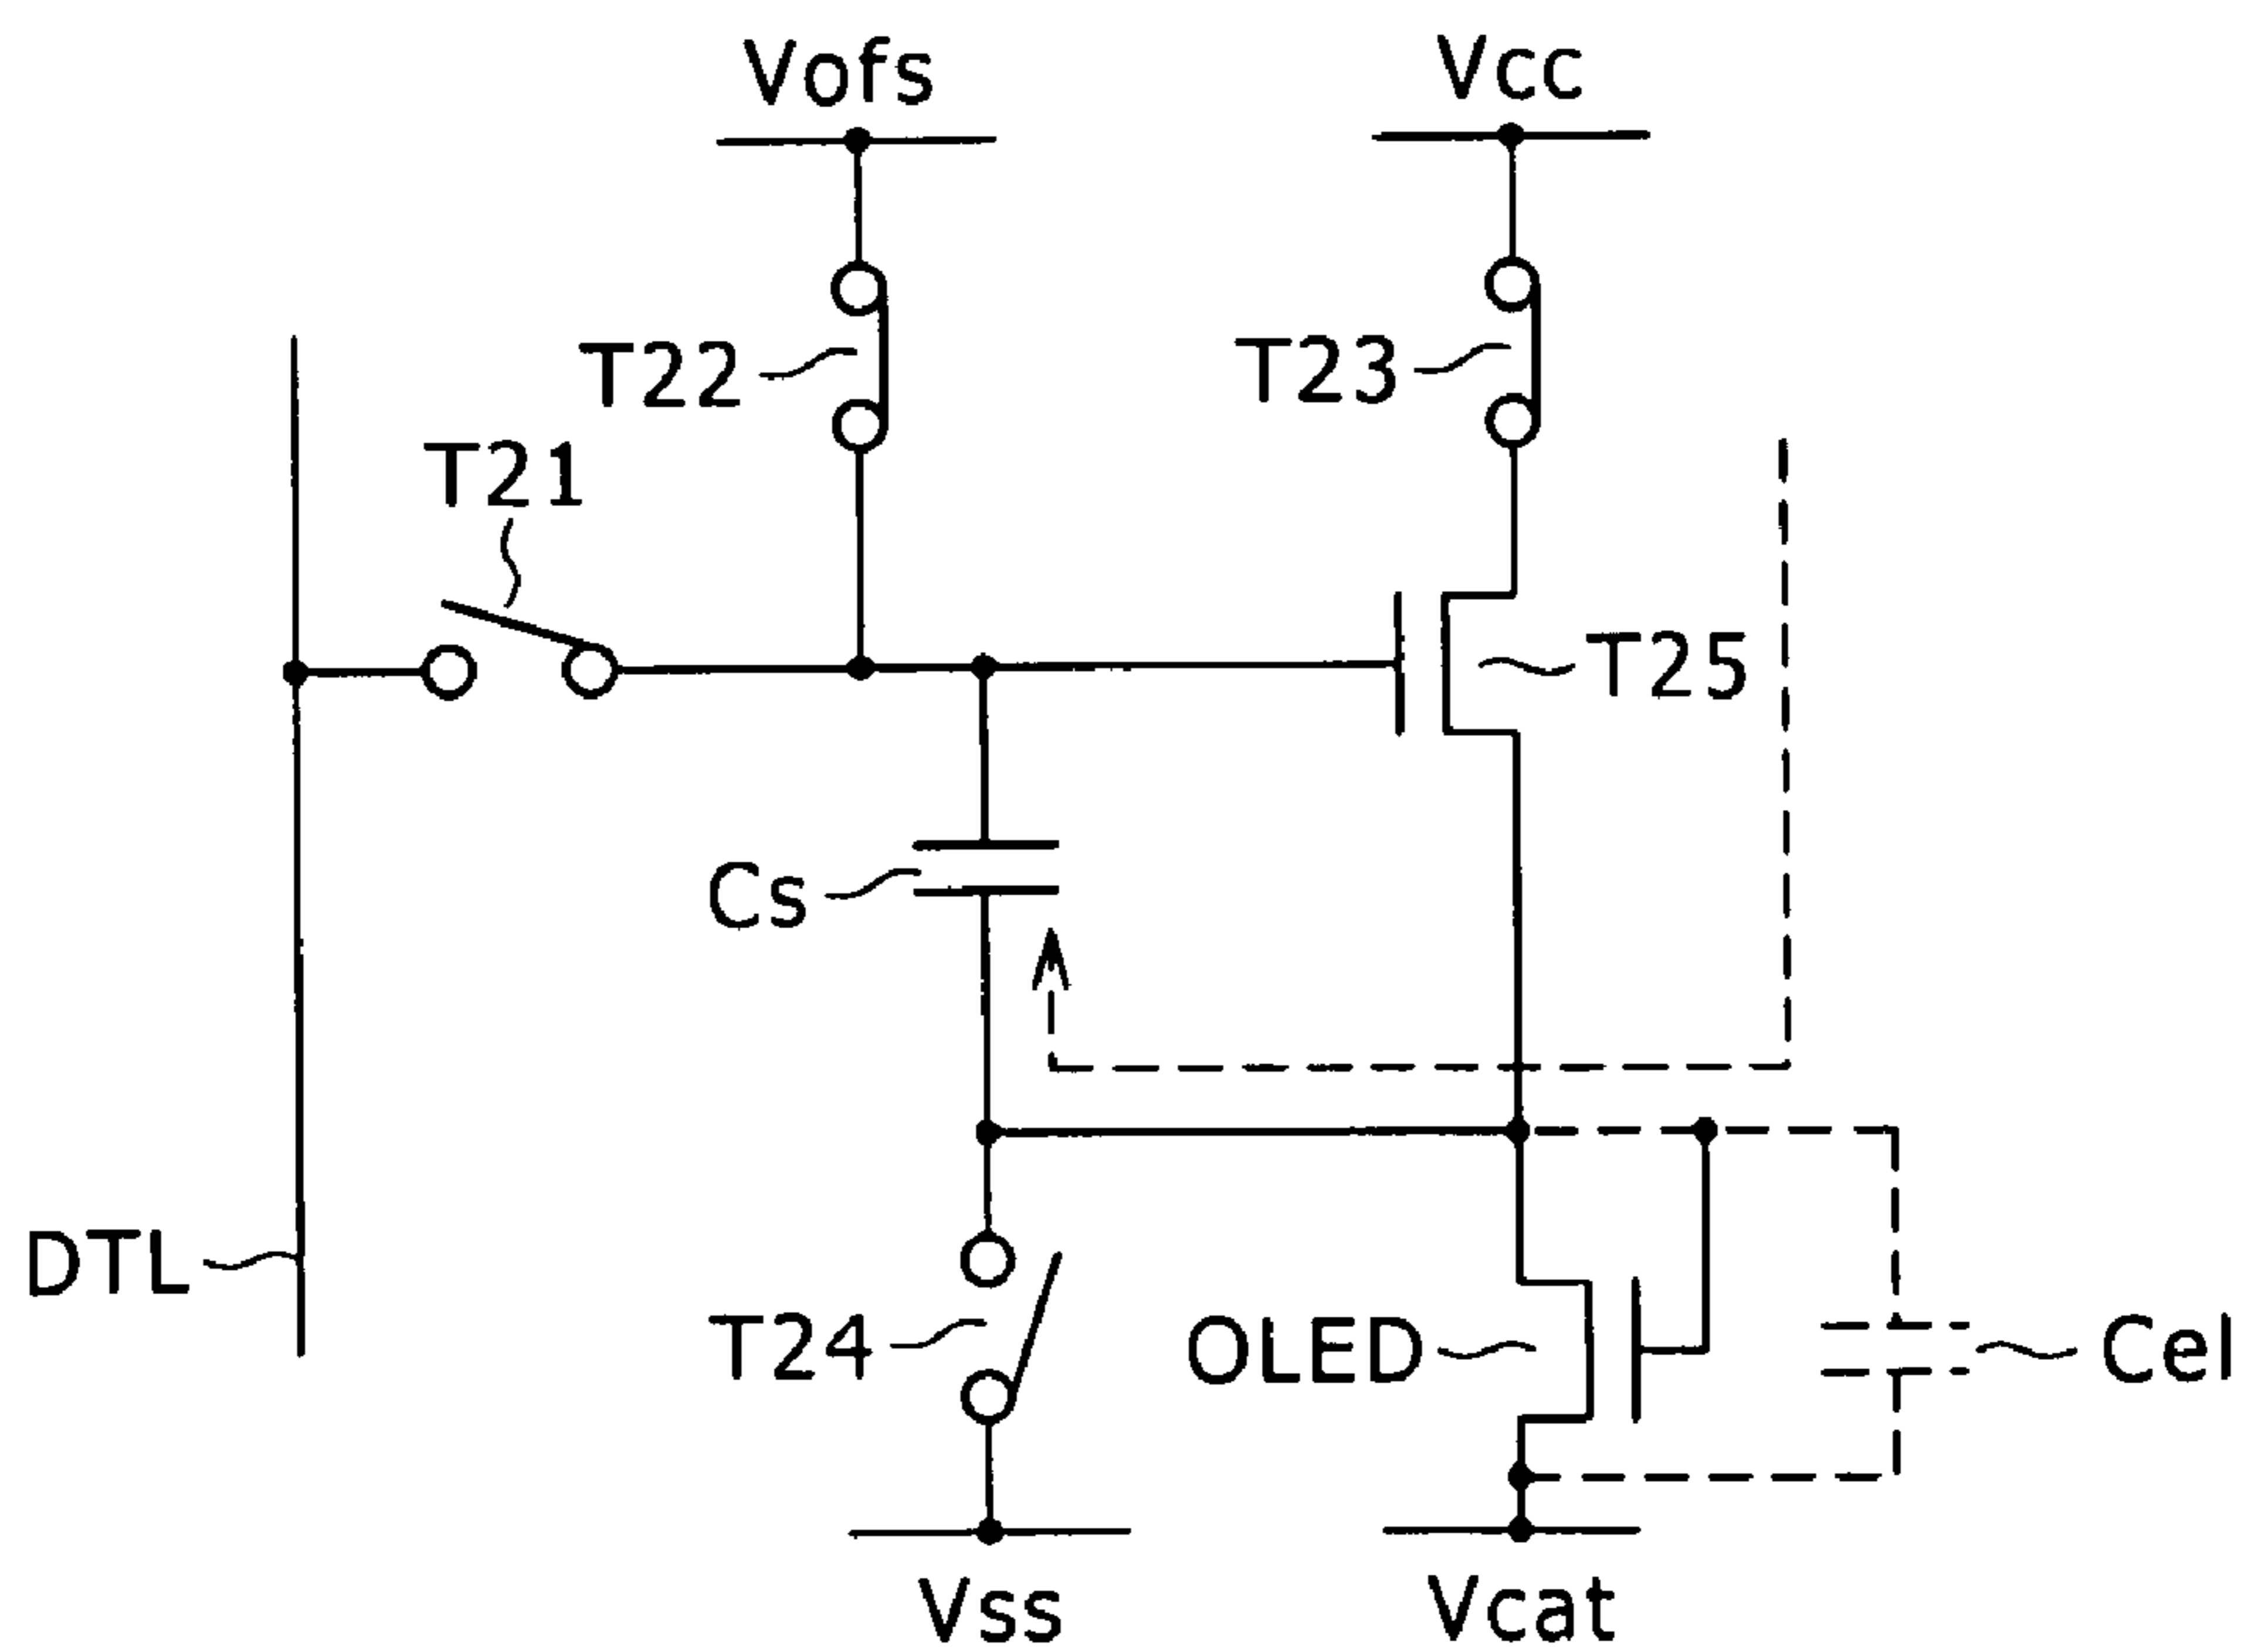 Vofs
Vcc
T22
T23
T21
T25
Cs
DTL
T24
OLED
Cel
Vss
Vcat